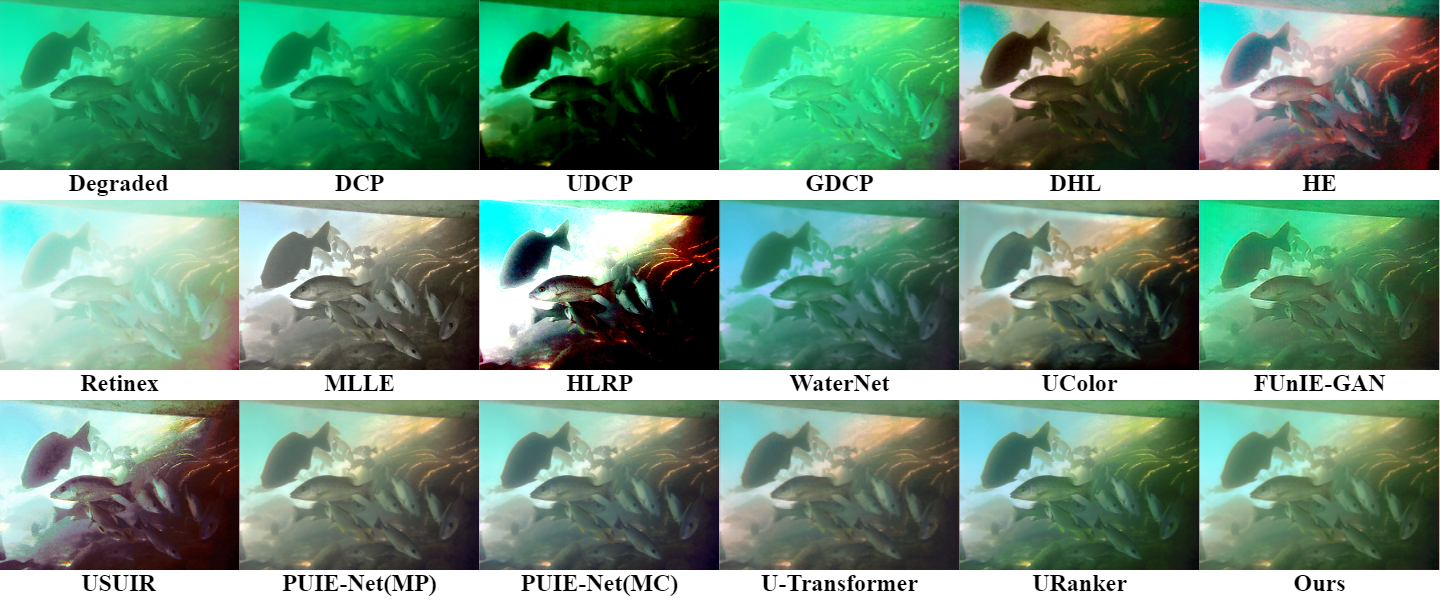 Degraded DCP UDCP GDCP DHL HE
Retinex MLLE HLRP WaterNet UColor FUnIE-GAN
USUIR PUIE-Net(MP) PUIE-Net(MC) U-Transformer URanker Ours